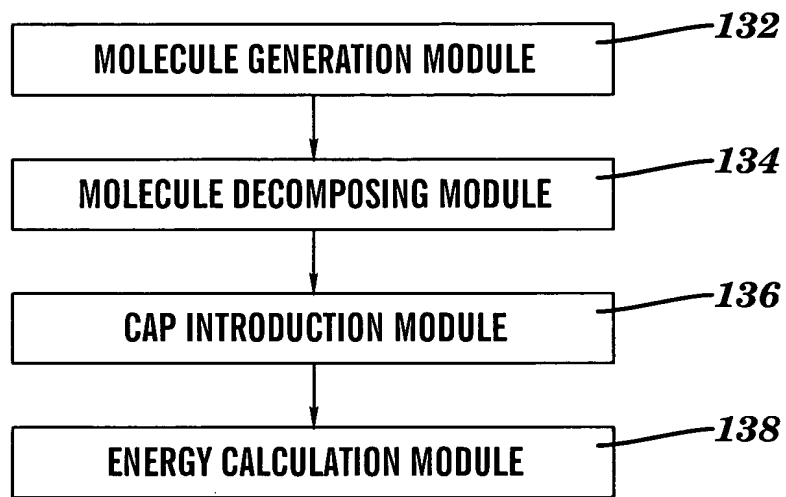 MOLECULE GENERATION MODULE
132
MOLECULE DECOMPOSING MODULE
134
CAP INTRODUCTION MODULE
136
ENERGY CALCULATION MODULE
138